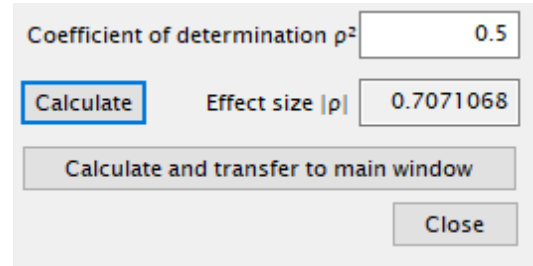 Coefficient of determination ρ² 0.5
Calculate Effect size |ρ| 0.7071068
Calculate and transfer to main window
Close